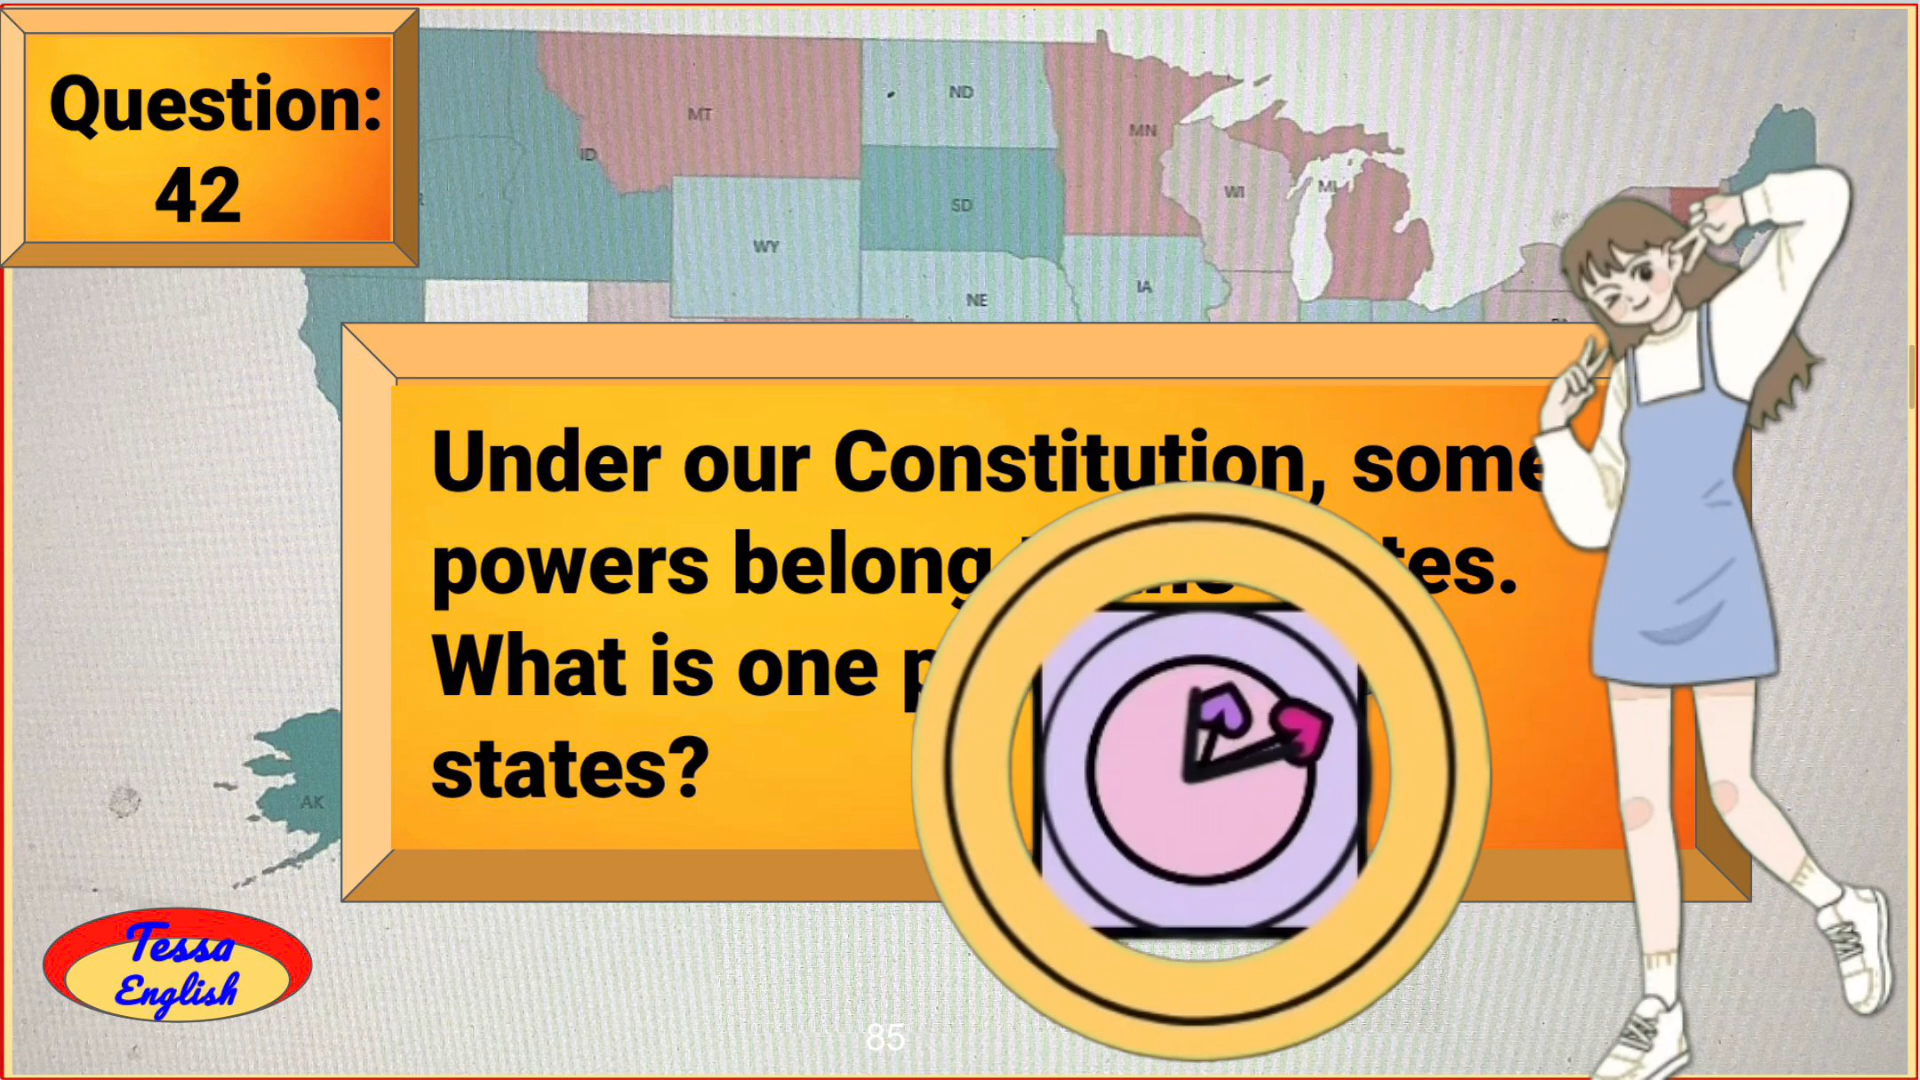 Question:
42
MT
ND
MN
ID
WI
MI
SD
WY
NE
IA
Under our Constitution, some
powers belong
What is one
states?
AK
Tessa
English
85